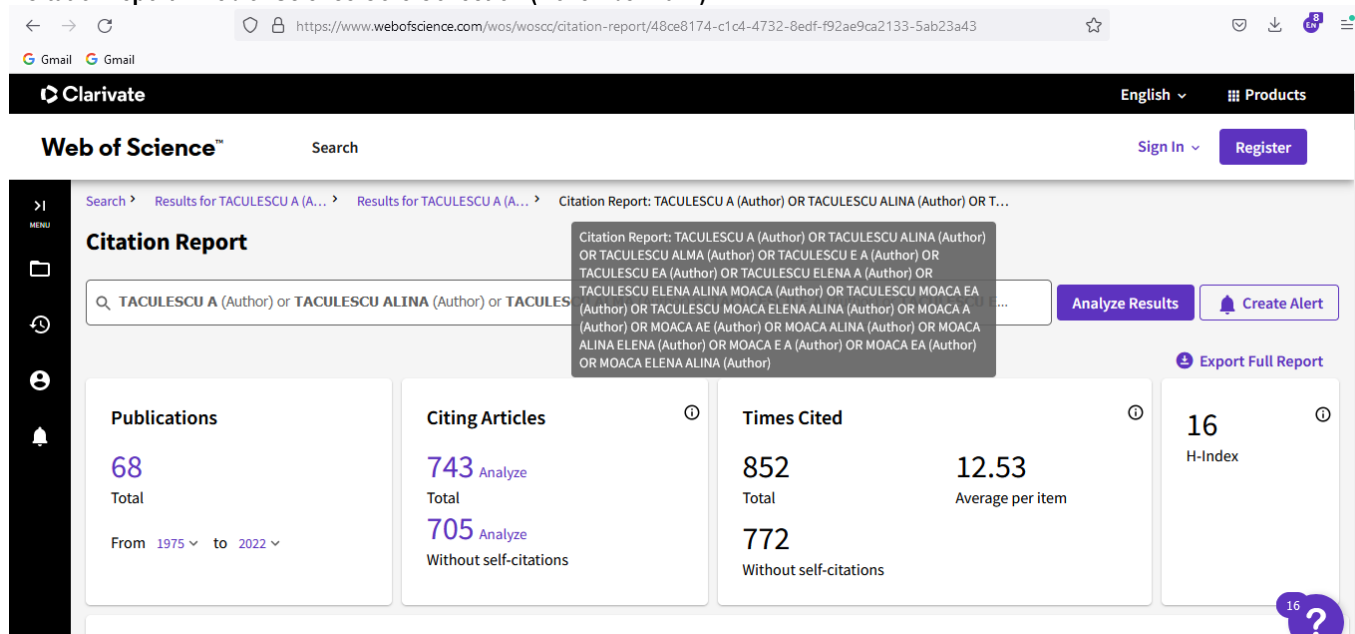 https://www.webofscience.com/wos/woscc/citation-report/48ce8174-c1c4-4732-8edf-f92ae9ca2133-5ab23a43
8
EN
G Gmail G Gmail
Clarivate
English
Products
Web of Science™
Search
Sign In
Register
MENU
Search > Results for TACULESCU A (A... > Results for TACULESCU A (A... > Citation Report: TACULESCU A (Author) OR TACULESCU ALINA (Author) OR T...
Citation Report
TACULESCU A (Author) or TACULESCU ALINA (Author) or TACULES
Citation Report: TACULESCU A (Author) OR TACULESCU ALINA (Author)
OR TACULESCU ALMA (Author) OR TACULESCU E A (Author) OR
TACULESCU EA (Author) OR TACULESCU ELENA A (Author) OR
TACULESCU ELENA ALINA MOACA (Author) OR TACULESCU MOACA EA
(Author) OR TACULESCU MOACA ELENA ALINA (Author) OR MOACA A
(Author) OR MOACA AE (Author) OR MOACA ALINA (Author) OR MOACA
ALINA ELENA (Author) OR MOACA E A (Author) OR MOACA EA (Author)
OR MOACA ELENA ALINA (Author)
Analyze Results
Create Alert
Export Full Report
Publications
68
Total
From 1975 to 2022
Citing Articles
743 Analyze
Total
705 Analyze
Without self-citations
Times Cited
852
Total
12.53
Average per item
772
Without self-citations
16
H-Index
16
?